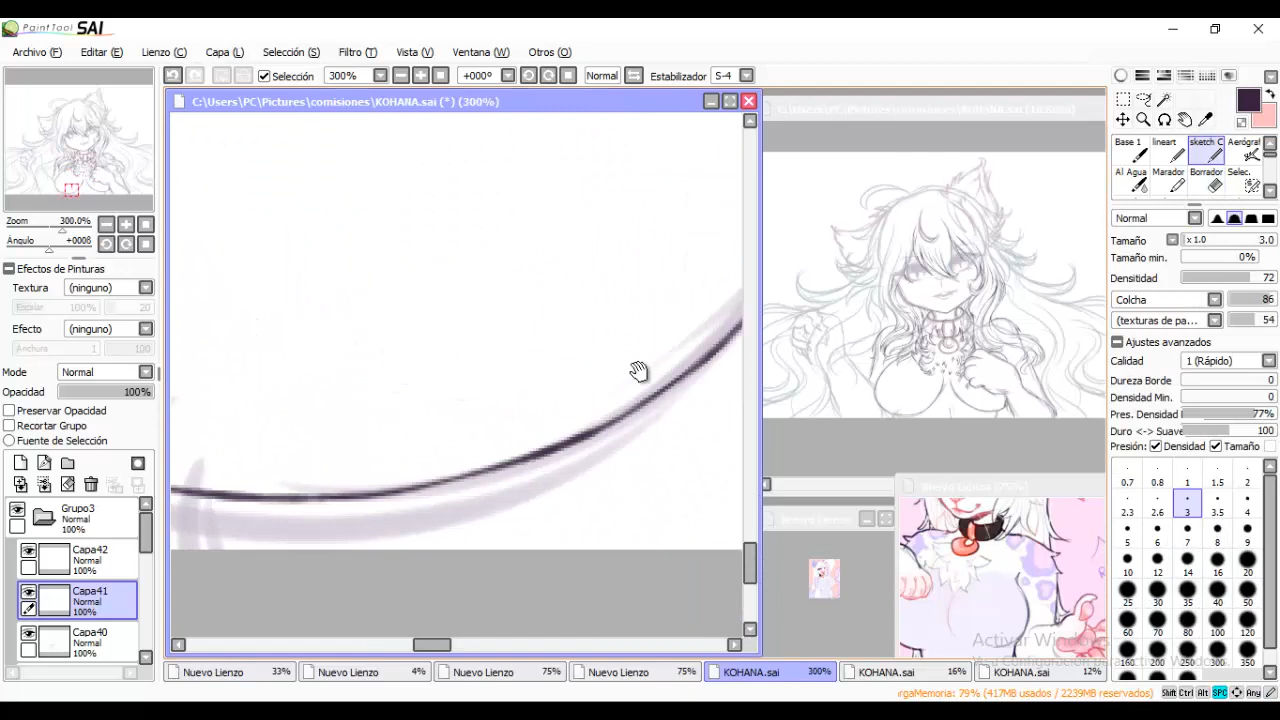 PaintTool SAI
Archivo (F) Editar (E) Lienzo (C) Capa (L) Selección (S) Filtro (T) Vista (V) Ventana (W) Otros (O)
Selección 300% +000° Normal Estabilizador S-4
C:\Users\PC\Pictures\comisiones\KOHANA.sai (*) (300%)
Zoom 300.0%
Ángulo +000ß
Efectos de Pinturas
Textura (ninguno)
100% 20
Efecto (ninguno)
Anchura 1 100
Mode Normal
Opacidad 100%
Preservar Opacidad
Recortar Grupo
Fuente de Selección
Grupo3
Normal
100%
Capa42
Normal
100%
Capa41
Normal
100%
Capa40
Normal
100%
Base 1 lineart sketch C Aerógraf
Al Agua Marador Borrador Selec.
Normal
Tamaño x 1.0 3.0
Tamaño min. 0%
Densitidad 72
Colcha 86
(texturas de pa... 54
Ajustes avanzados
Calidad 1 (Rápido)
Dureza Borde 0
Densidad Min. 0
Pres. Densidad 77%
Duro <-> Suave 100
Presión: Densidad Tamaño
0.7 0.8 1 1.5 2
2.3 2.6 3 3.5 4
5 6 7 8 9
10 12 14 16 20
25 30 35 40 50
60 70 80 100 120
160 200 250 300 350
Activar Windows
Nuevo Lienzo 33% Nuevo Lienzo 4% Nuevo Lienzo 75% Nuevo Lienzo 75% KOHANA.sai 300% KOHANA.sai 16% KOHANA.sai 12%
rgaMemoria: 79% (417MB usados / 2239MB reservados) Shift Ctrl Alt SPC Any